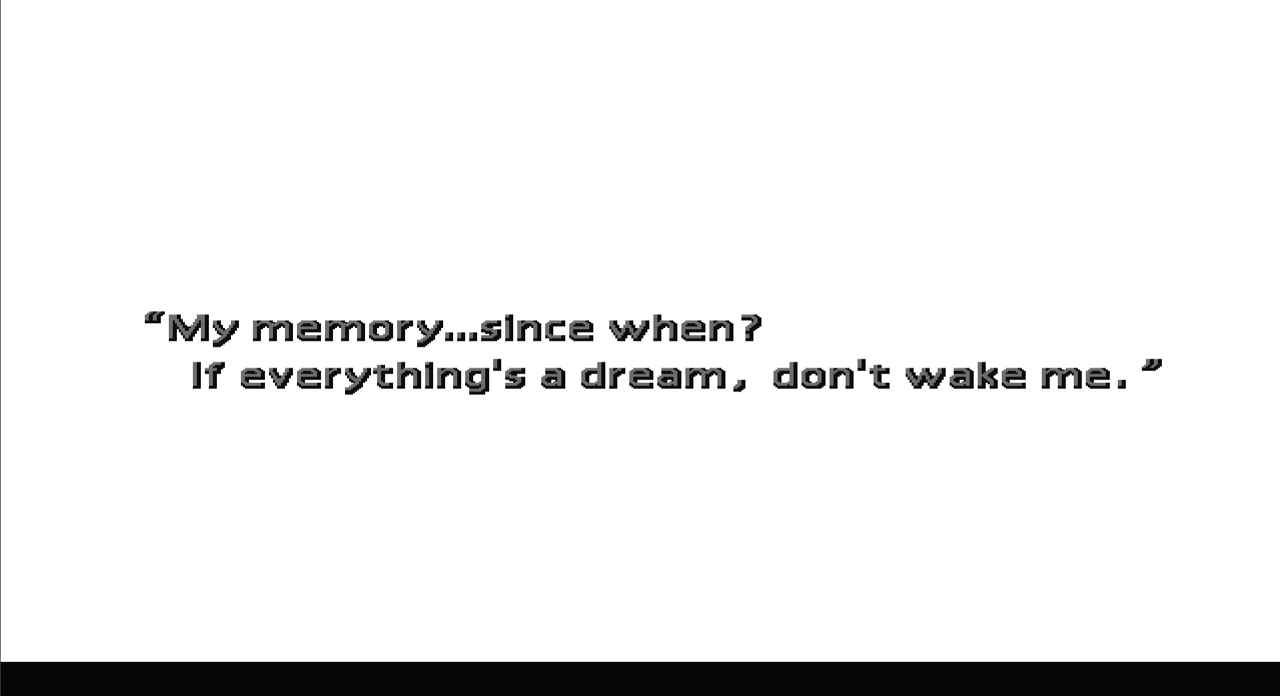 “My memory...since when?
If everything's a dream, don't wake me.”